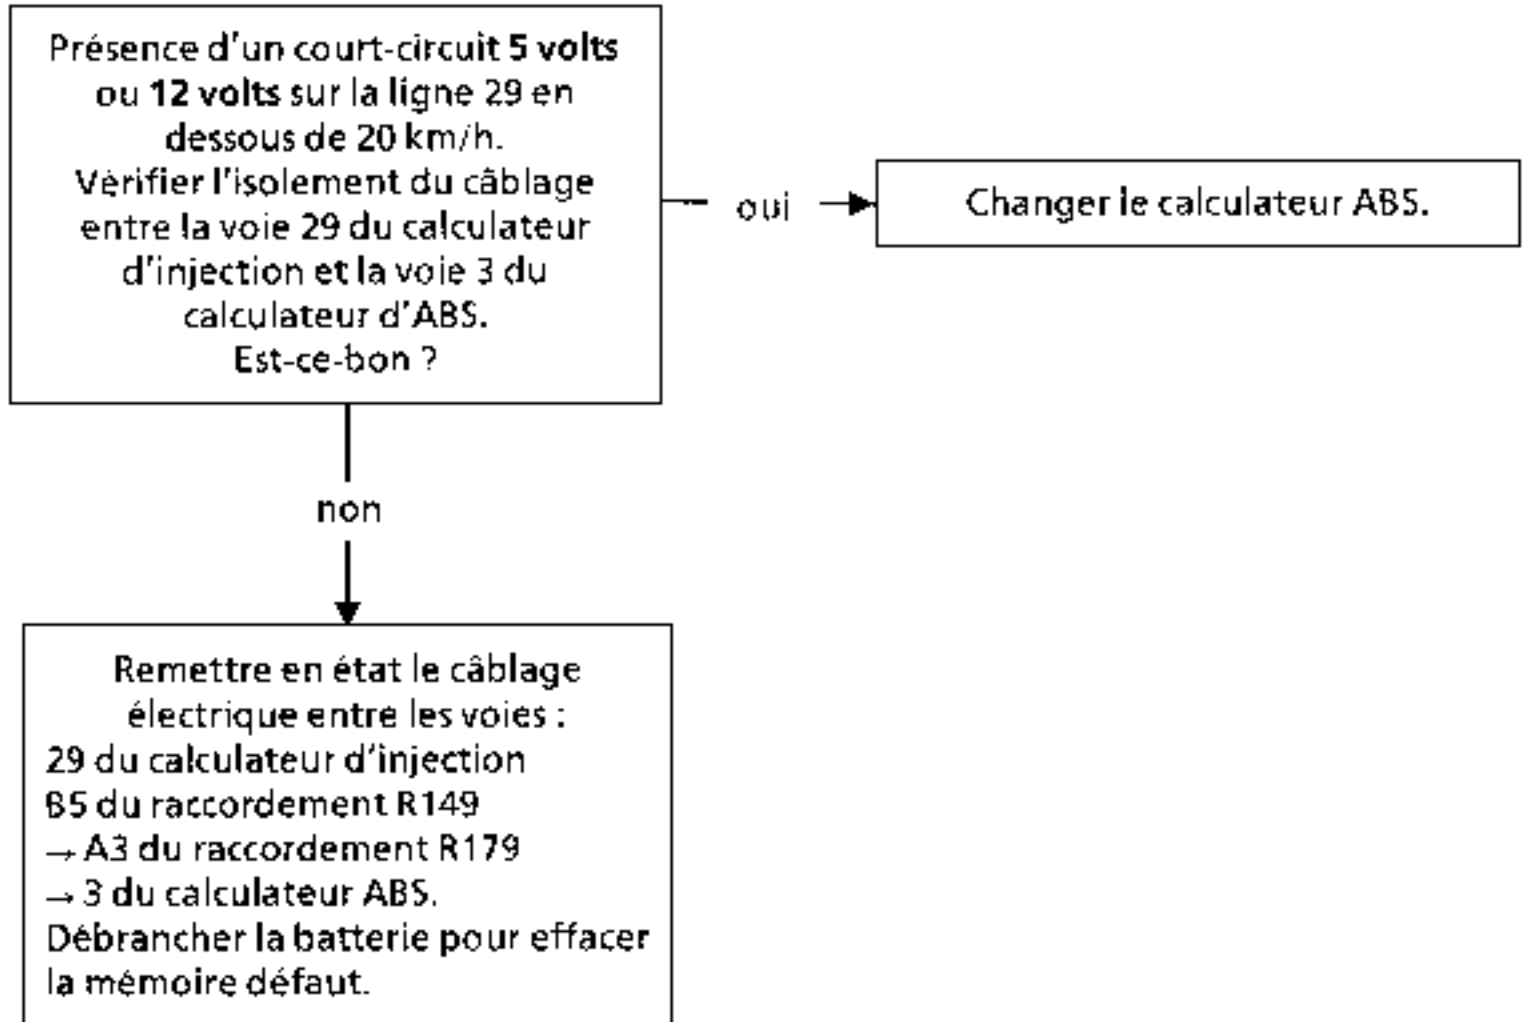 Présence d'un court-circuit 5 volts
ou 12 volts sur la ligne 29 en
dessous de 20 km/h.
Vérifier l'isolement du câblage
entre la voie 29 du calculateur
d'injection et la voie 3 du
calculateur d'ABS.
Est-ce-bon ?
oui
Changer le calculateur ABS.
non
Remettre en état le câblage
électrique entre les voies :
29 du calculateur d'injection
B5 du raccordement R149
→ A3 du raccordement R179
→ 3 du calculateur ABS.
Débrancher la batterie pour effacer
la mémoire défaut.